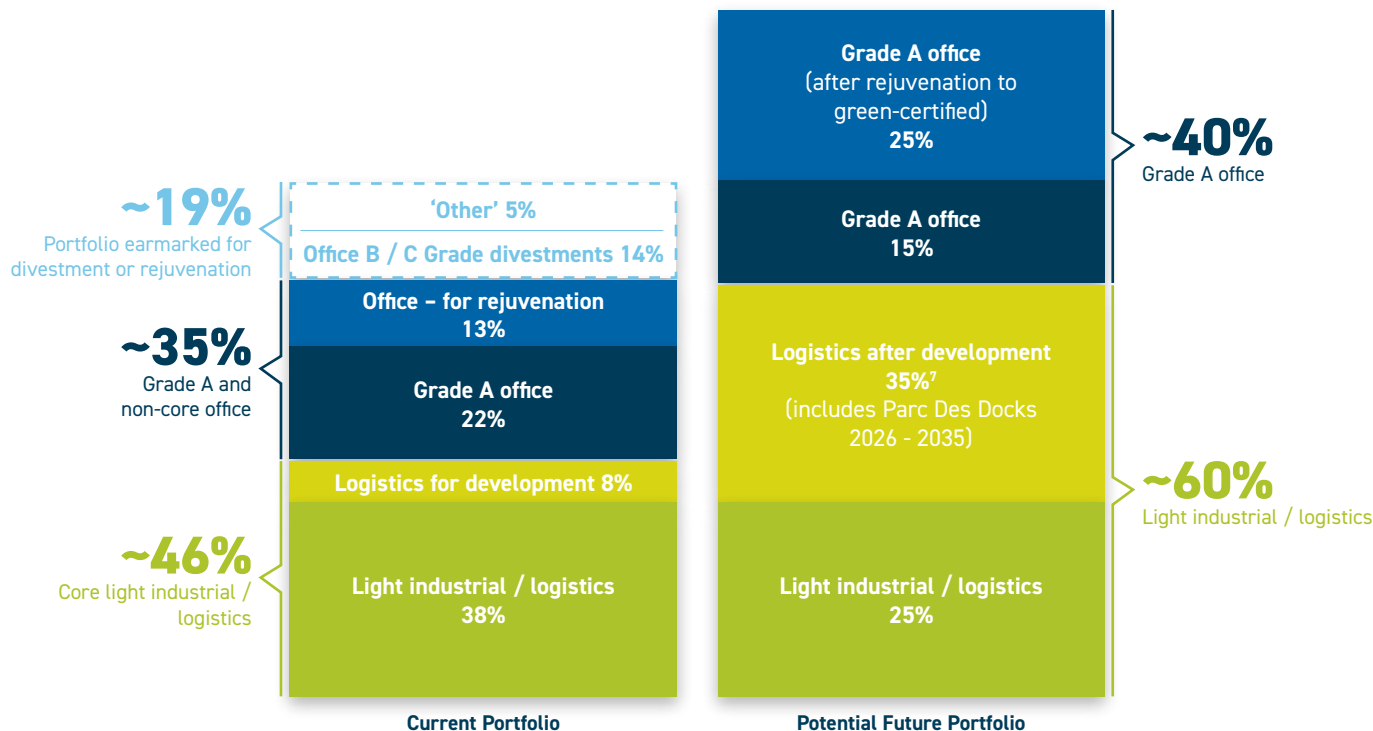 ~19%
Portfolio earmarked for
divestment or rejuvenation
~35%
Grade A and
non-core office
~46%
Core light industrial /
logistics
‘Other’ 5%
Office B / C Grade divestments 14%
Office – for rejuvenation
13%
Grade A office
22%
Logistics for development 8%
Light industrial / logistics
38%
Current Portfolio
Grade A office
(after rejuvenation to
green-certified)
25%
Grade A office
15%
Logistics after development
35%⁷
(includes Parc Des Docks
2026 - 2035)
Light industrial / logistics
25%
Potential Future Portfolio
~40%
Grade A office
~60%
Light industrial / logistics